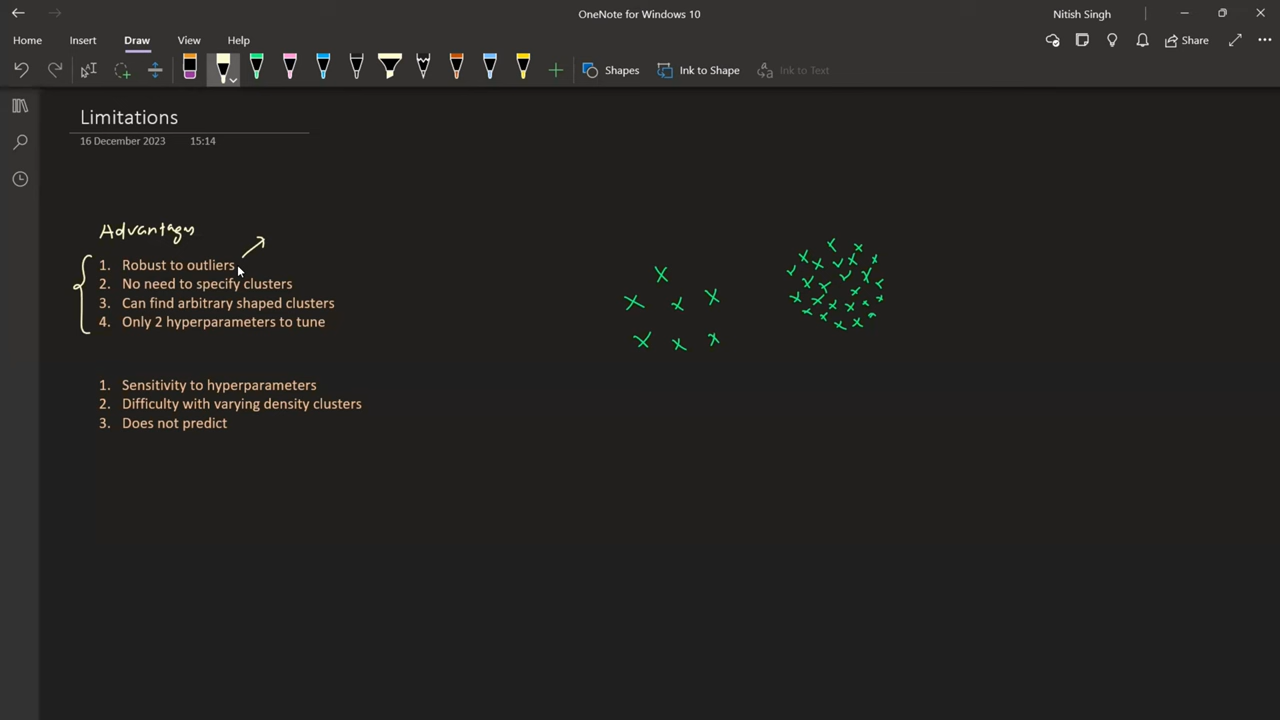 OneNote for Windows 10
Nitish Singh
Home
Insert
Draw
View
Help
Share
Shapes
Ink to Shape
Ink to Text
Limitations
16 December 2023 15:14
Advantages
1. Robust to outliers
2. No need to specify clusters
3. Can find arbitrary shaped clusters
4. Only 2 hyperparameters to tune
1. Sensitivity to hyperparameters
2. Difficulty with varying density clusters
3. Does not predict